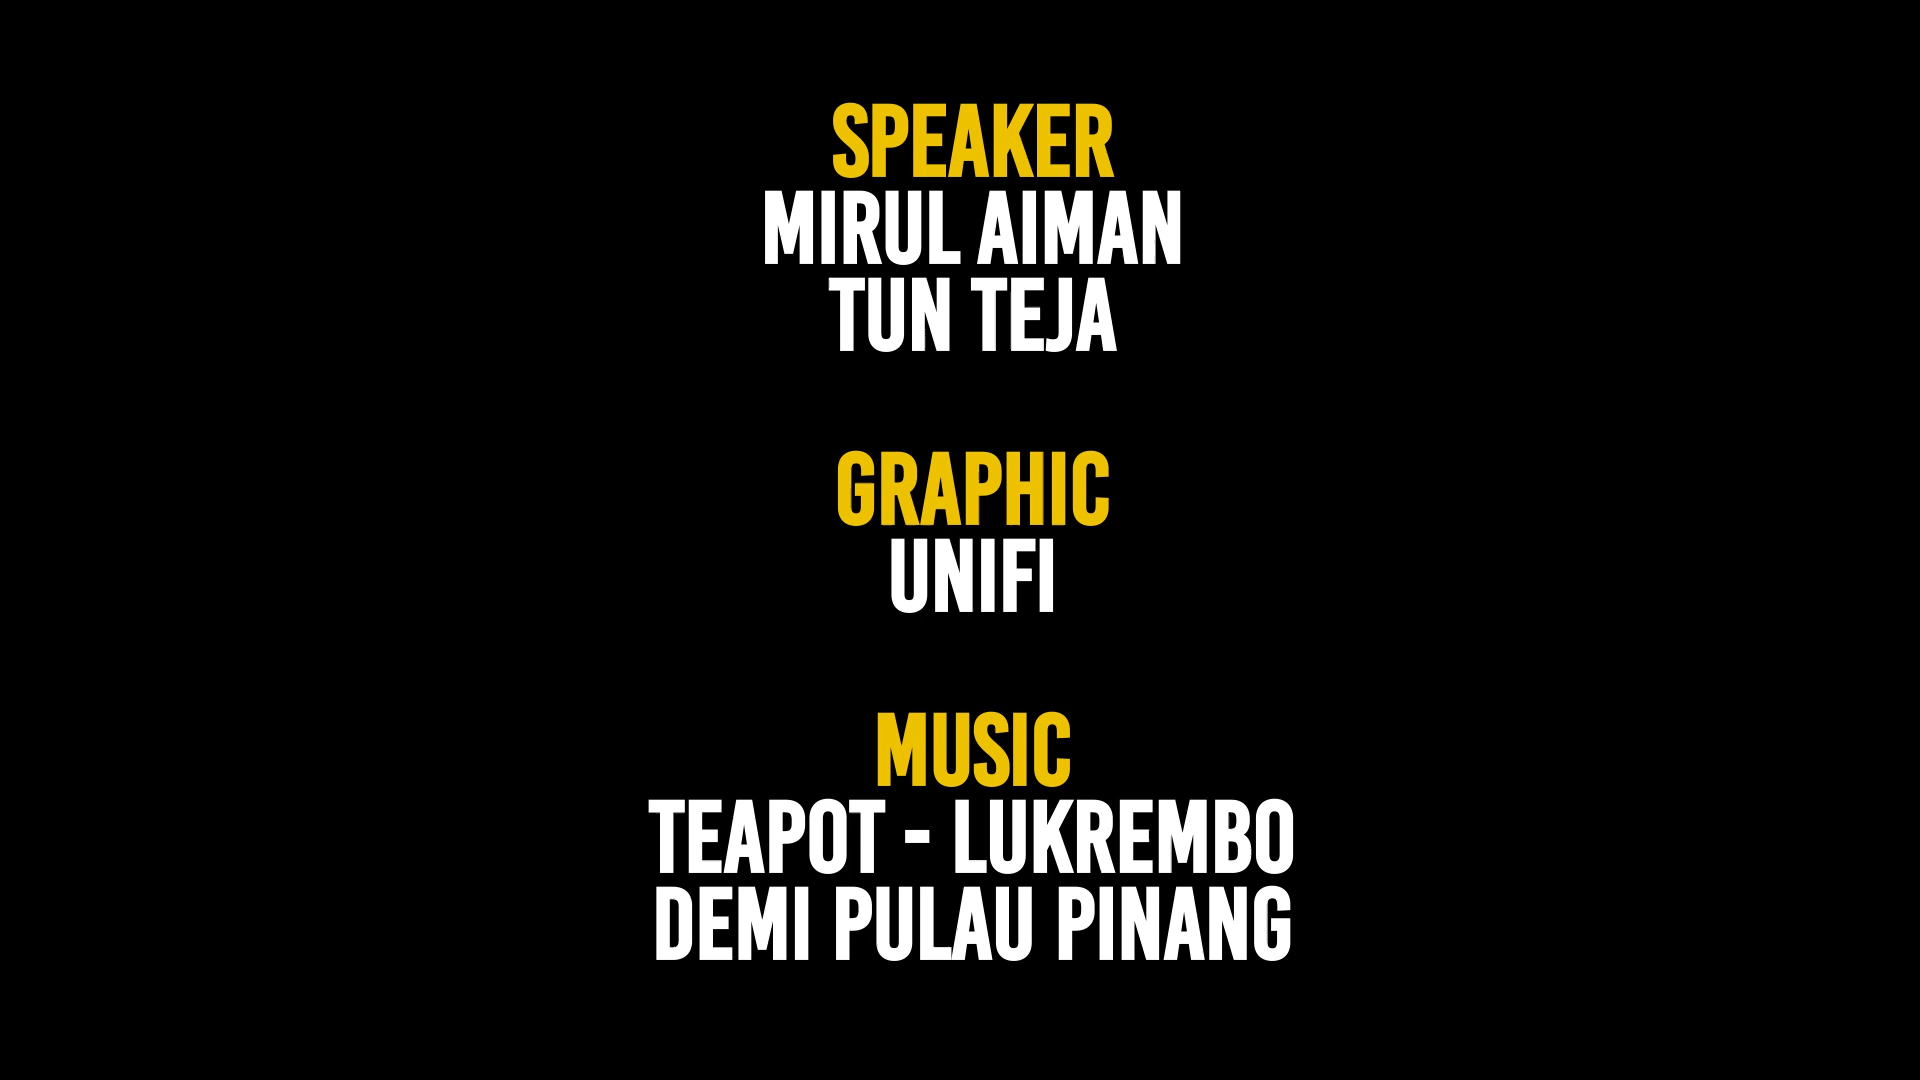 SPEAKER
MIRUL AIMAN
TUN TEJA
GRAPHIC
UNIFI
MUSIC
TEAPOT - LUKREMBO
DEMI PULAU PINANG